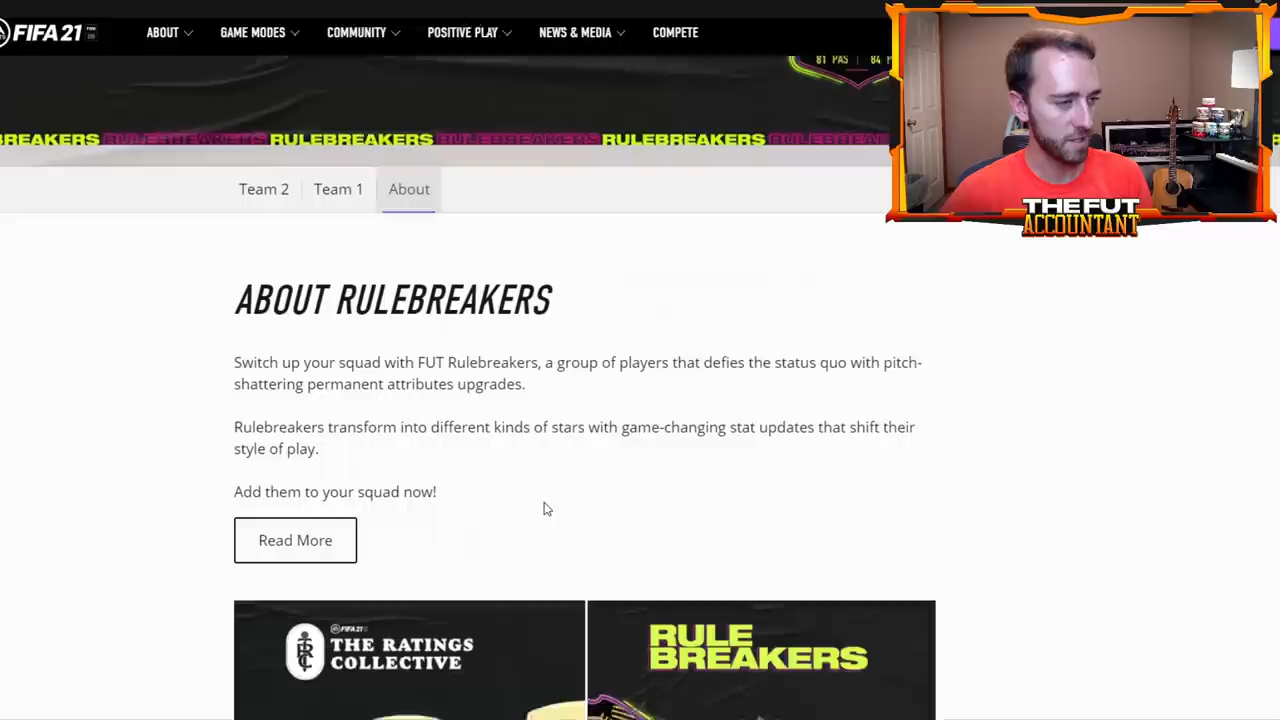 FIFA 21
ABOUT GAME MODES COMMUNITY POSITIVE PLAY NEWS & MEDIA COMPETE
81 PAS 84
BREAKERS RULEBREAKERS RULEBREAKERS RULEBREAKERS RULEBREAKERS RULEBREA
Team 2 Team 1 About
THE FUT
ACCOUNTANT
ABOUT RULEBREAKERS
Switch up your squad with FUT Rulebreakers, a group of players that defies the status quo with pitch-
shattering permanent attributes upgrades.
Rulebreakers transform into different kinds of stars with game-changing stat updates that shift their
style of play.
Add them to your squad now!
Read More
FIFA 21
THE RATINGS
COLLECTIVE
RULE
BREAKERS